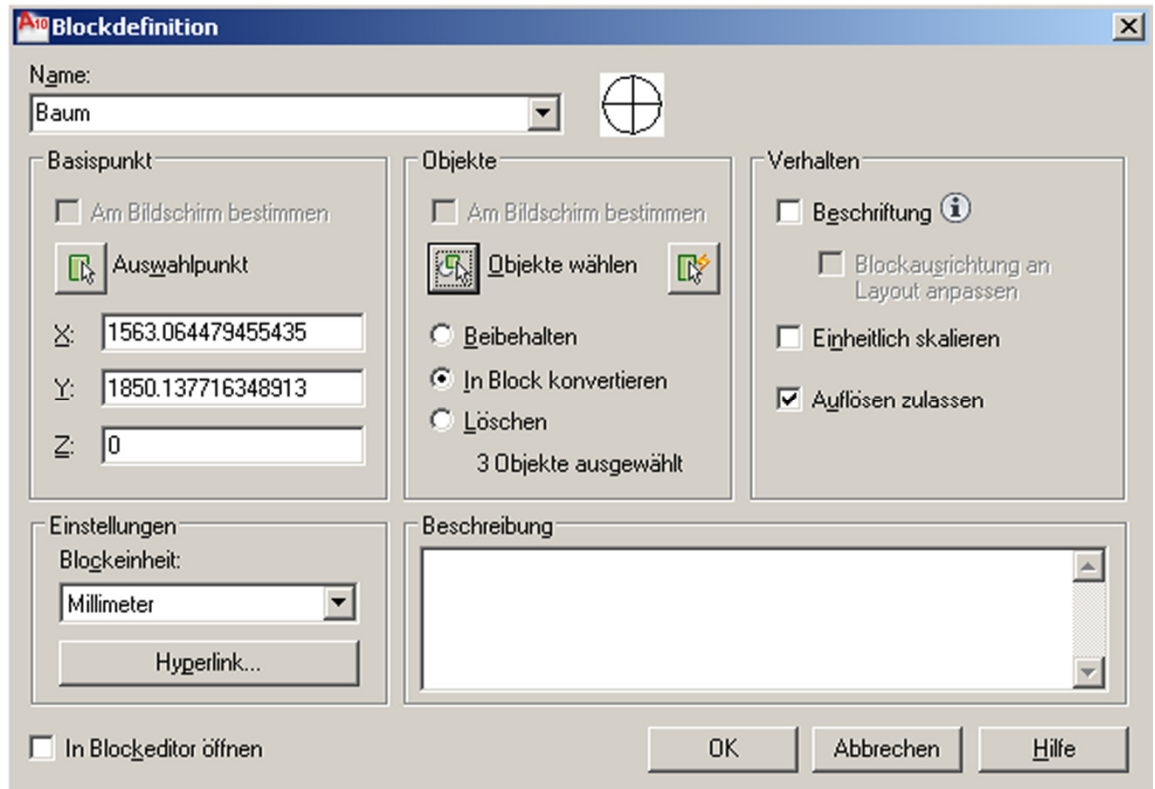 A10 Blockdefinition
Name:
Baum
Basispunkt
Am Bildschirm bestimmen
Auswahlpunkt
X: 1563.064479455435
Y: 1850.137716348913
Z: 0
Objekte
Am Bildschirm bestimmen
Objekte wählen
Beibehalten
In Block konvertieren
Löschen
3 Objekte ausgewählt
Verhalten
Beschriftung i
Blockausrichtung an
Layout anpassen
Einheitlich skalieren
Auflösen zulassen
Einstellungen
Blockeinheit:
Millimeter
Hyperlink...
Beschreibung
In Blockeditor öffnen
OK Abbrechen Hilfe